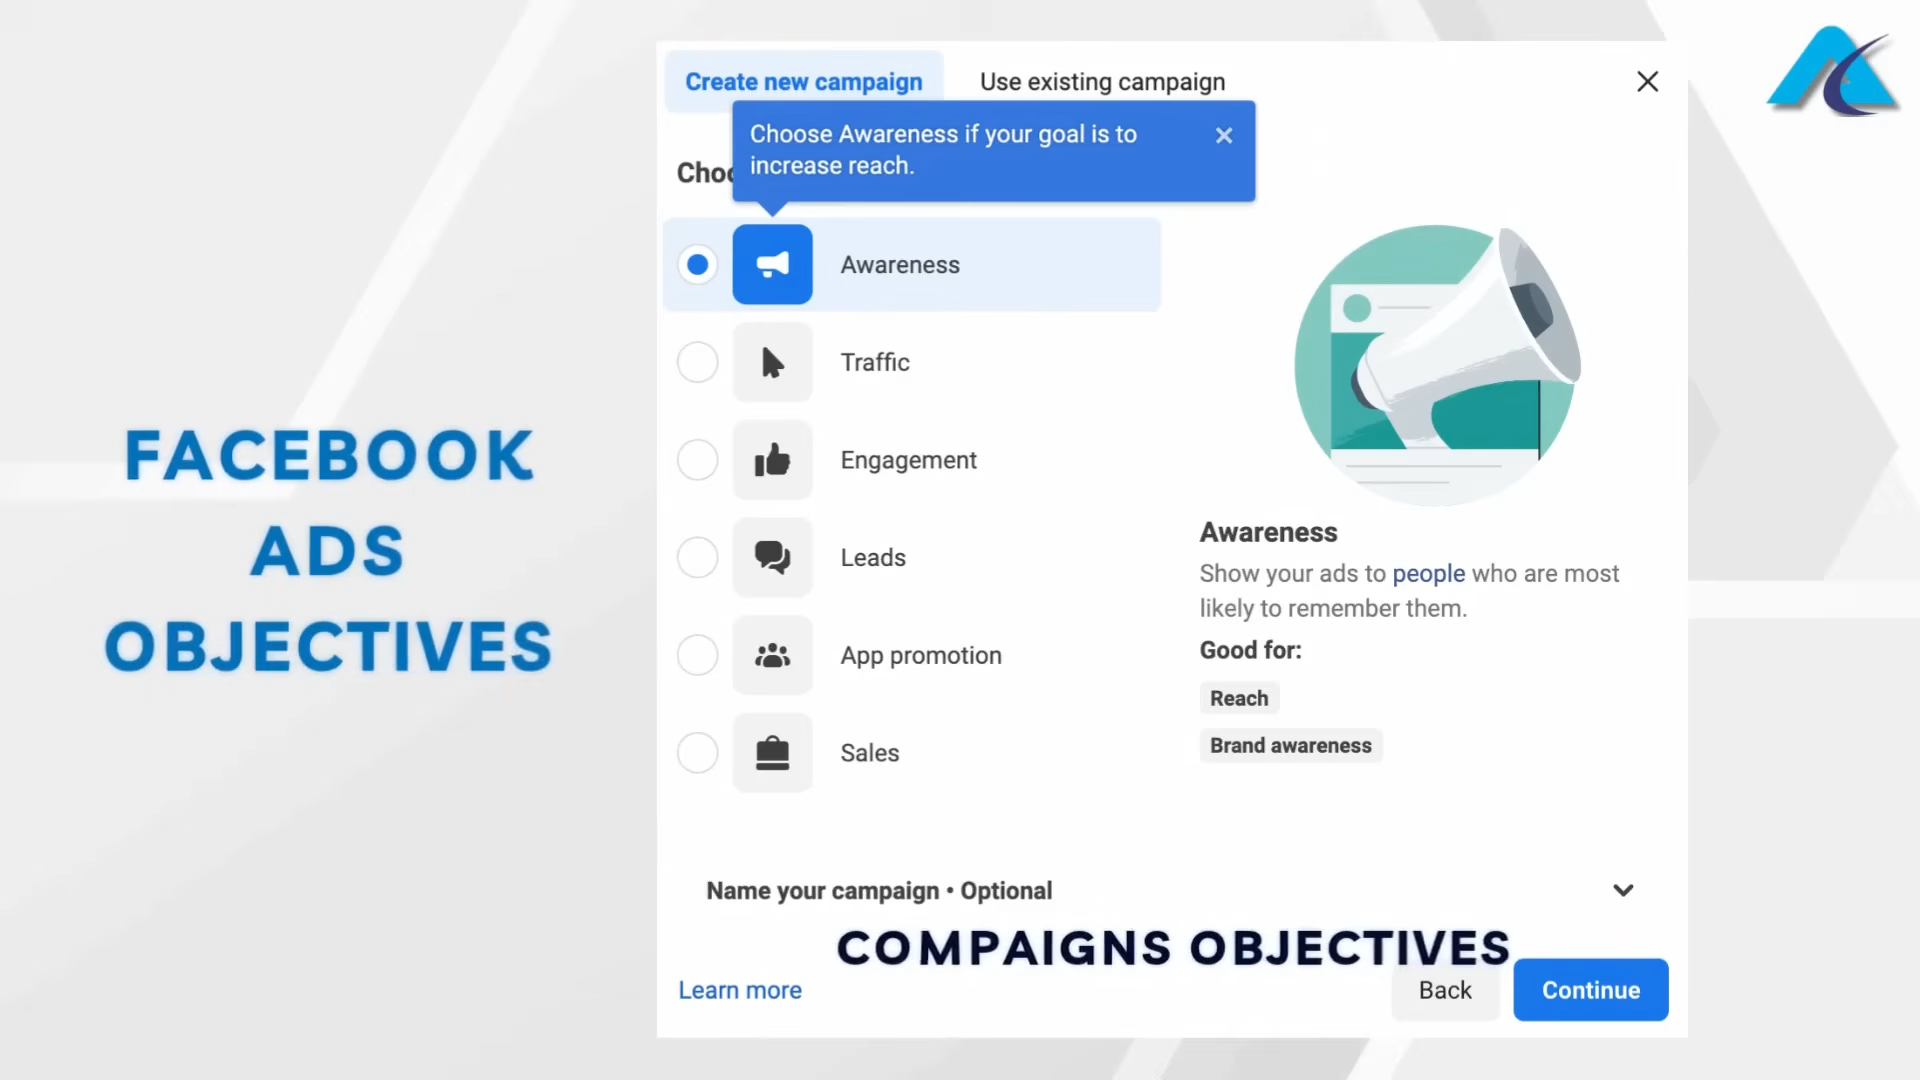 FACEBOOK
ADS
OBJECTIVES
Create new campaign
Use existing campaign
Choose Awareness if your goal is to
increase reach.
Awareness
Traffic
Engagement
Leads
App promotion
Sales
Awareness
Show your ads to people who are most
likely to remember them.
Good for:
Reach
Brand awareness
Name your campaign • Optional
COMPAIGNS OBJECTIVES
Learn more
Back
Continue